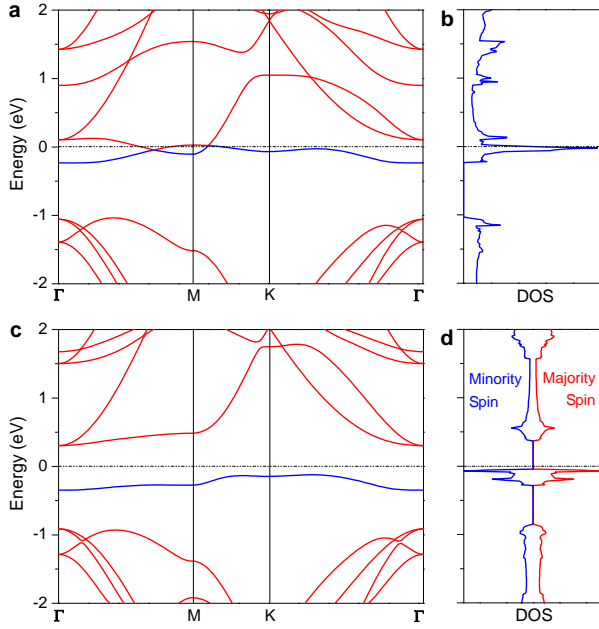 a
b
2
1
0
-1
-2
Energy (eV)
Γ
M
K
Γ
DOS
c
d
2
1
0
-1
-2
Energy (eV)
Minority
Spin
Majority
Spin
Γ
M
K
Γ
DOS